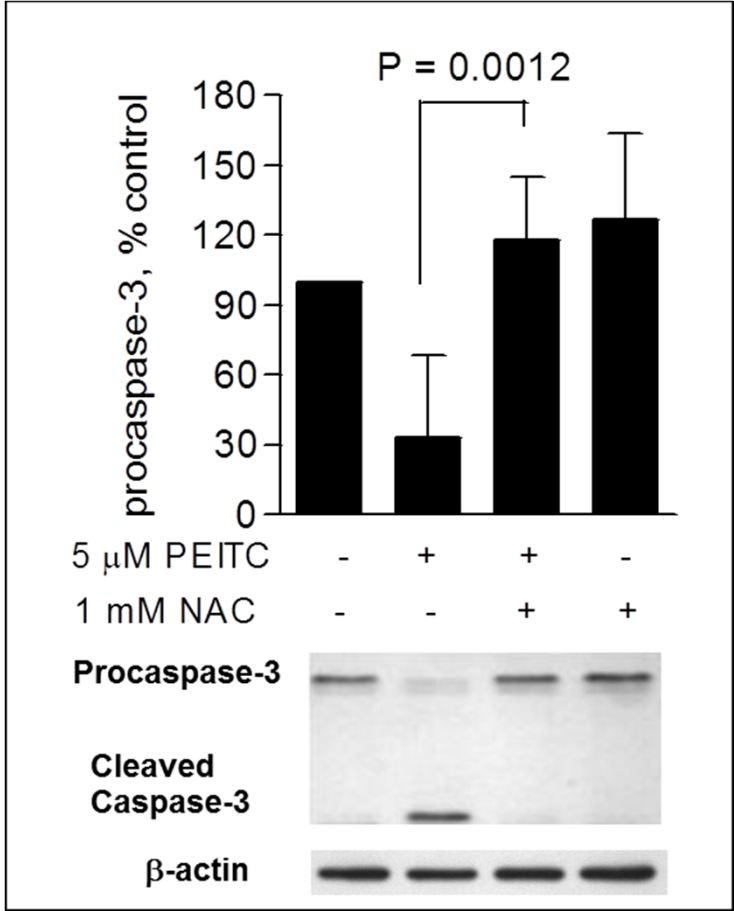 P = 0.0012
procaspase-3, % control
180
150
120
90
60
30
0
5 μM PEITC - + + -
1 mM NAC - - + +
Procaspase-3
Cleaved
Caspase-3
β-actin